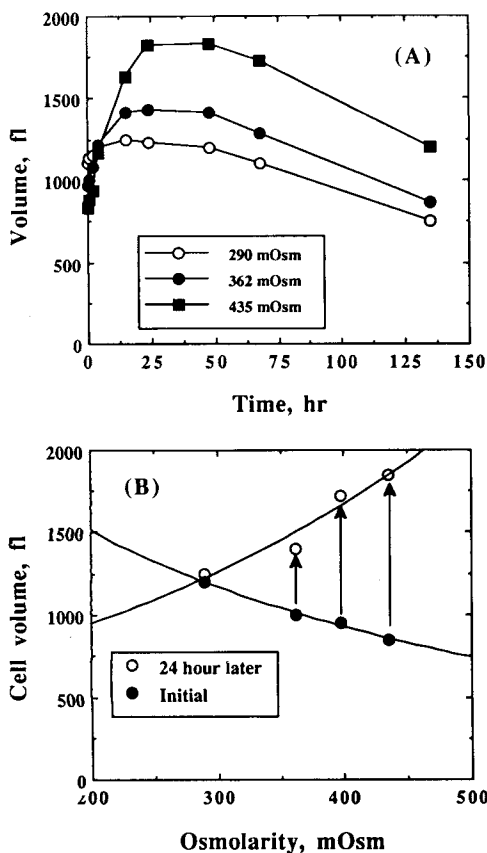 2000
(A)
1500
1000
500
0
Volume, fl
290 mOsm
362 mOsm
435 mOsm
0 25 50 75 100 125 150
Time, hr
2000
(B)
1500
1000
500
0
Cell volume, fl
24 hour later
Initial
200 300 400 500
Osmolarity, mOsm